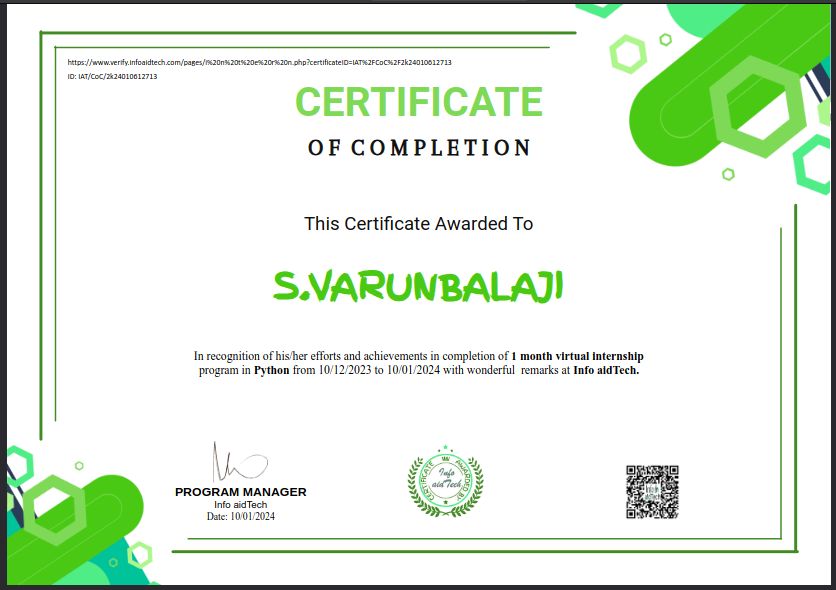 https://www.verify.infoaidtech.com/pages/I%20n%20t%20e%20r%20n.php?certificateID=IAT%2FCoC%2F2k24010612713
ID: IAT/CoC/2k24010612713
CERTIFICATE
OF COMPLETION
This Certificate Awarded To
S.VARUNBALAJI
In recognition of his/her efforts and achievements in completion of 1 month virtual internship
program in Python from 10/12/2023 to 10/01/2024 with wonderful remarks at Info aidTech.
PROGRAM MANAGER
Info aidTech
Date: 10/01/2024
CERTIFICATE AWARDED BY
Info
aid Tech